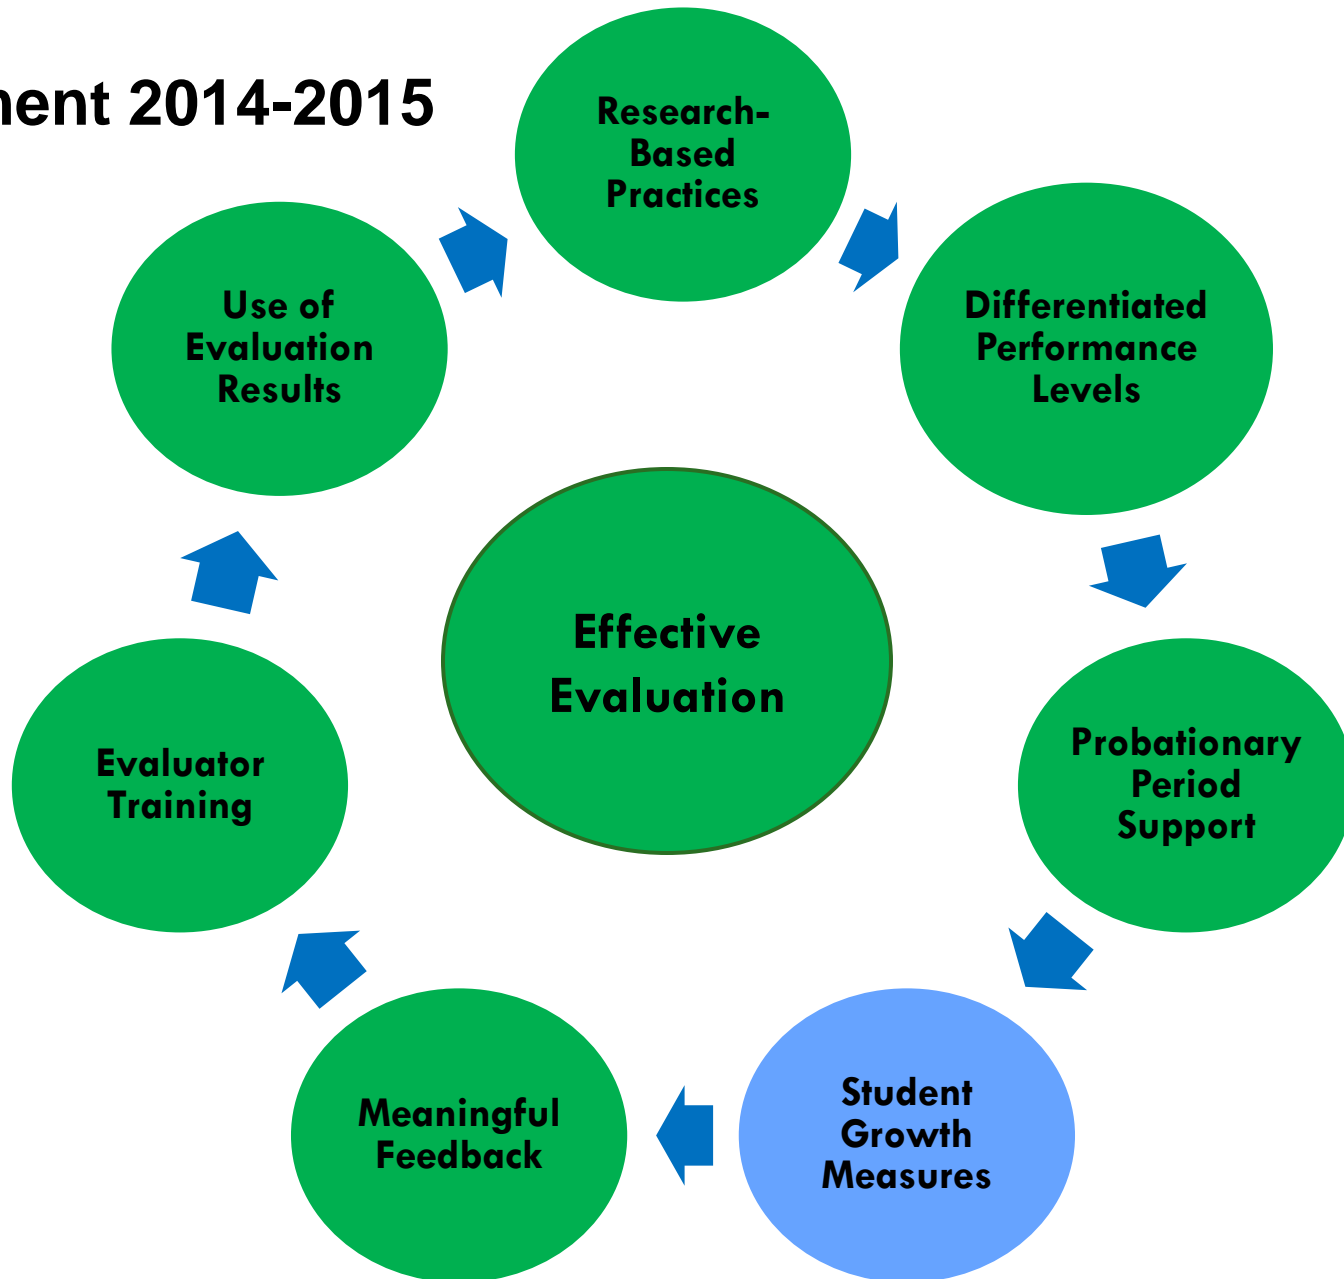 ment 2014-2015
Research-
Based
Practices
Differentiated
Performance
Levels
Probationary
Period
Support
Student
Growth
Measures
Meaningful
Feedback
Evaluator
Training
Use of
Evaluation
Results
Effective
Evaluation